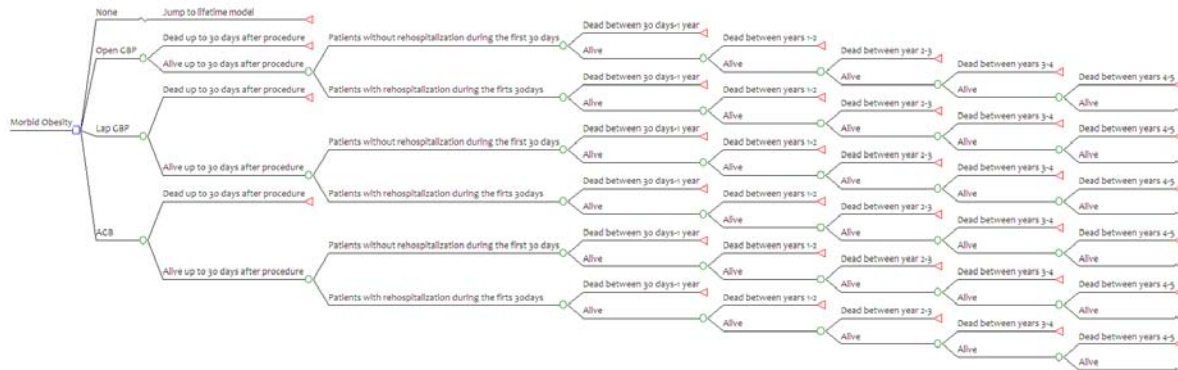 Morbid Obesity
None
Jump to lifetime model
Open GBP
Dead up to 30 days after procedure
Alive up to 30 days after procedure
Patients without rehospitalization during the first 30 days
Dead between 30 days-1 year
Alive
Dead between years 1-2
Alive
Dead between year 2-3
Alive
Dead between years 3-4
Alive
Dead between years 4-5
Alive
Patients with rehospitalization during the firts 30days
Dead between 30 days-1 year
Alive
Dead between years 1-2
Alive
Dead between year 2-3
Alive
Dead between years 3-4
Alive
Dead between years 4-5
Alive
Lap GBP
Dead up to 30 days after procedure
Alive up to 30 days after procedure
Patients without rehospitalization during the first 30 days
Dead between 30 days-1 year
Alive
Dead between years 1-2
Alive
Dead between year 2-3
Alive
Dead between years 3-4
Alive
Dead between years 4-5
Alive
Patients with rehospitalization during the firts 30days
Dead between 30 days-1 year
Alive
Dead between years 1-2
Alive
Dead between year 2-3
Alive
Dead between years 3-4
Alive
Dead between years 4-5
Alive
AGB
Dead up to 30 days after procedure
Alive up to 30 days after procedure
Patients without rehospitalization during the first 30 days
Dead between 30 days-1 year
Alive
Dead between years 1-2
Alive
Dead between year 2-3
Alive
Dead between years 3-4
Alive
Dead between years 4-5
Alive
Patients with rehospitalization during the firts 30days
Dead between 30 days-1 year
Alive
Dead between years 1-2
Alive
Dead between year 2-3
Alive
Dead between years 3-4
Alive
Dead between years 4-5
Alive